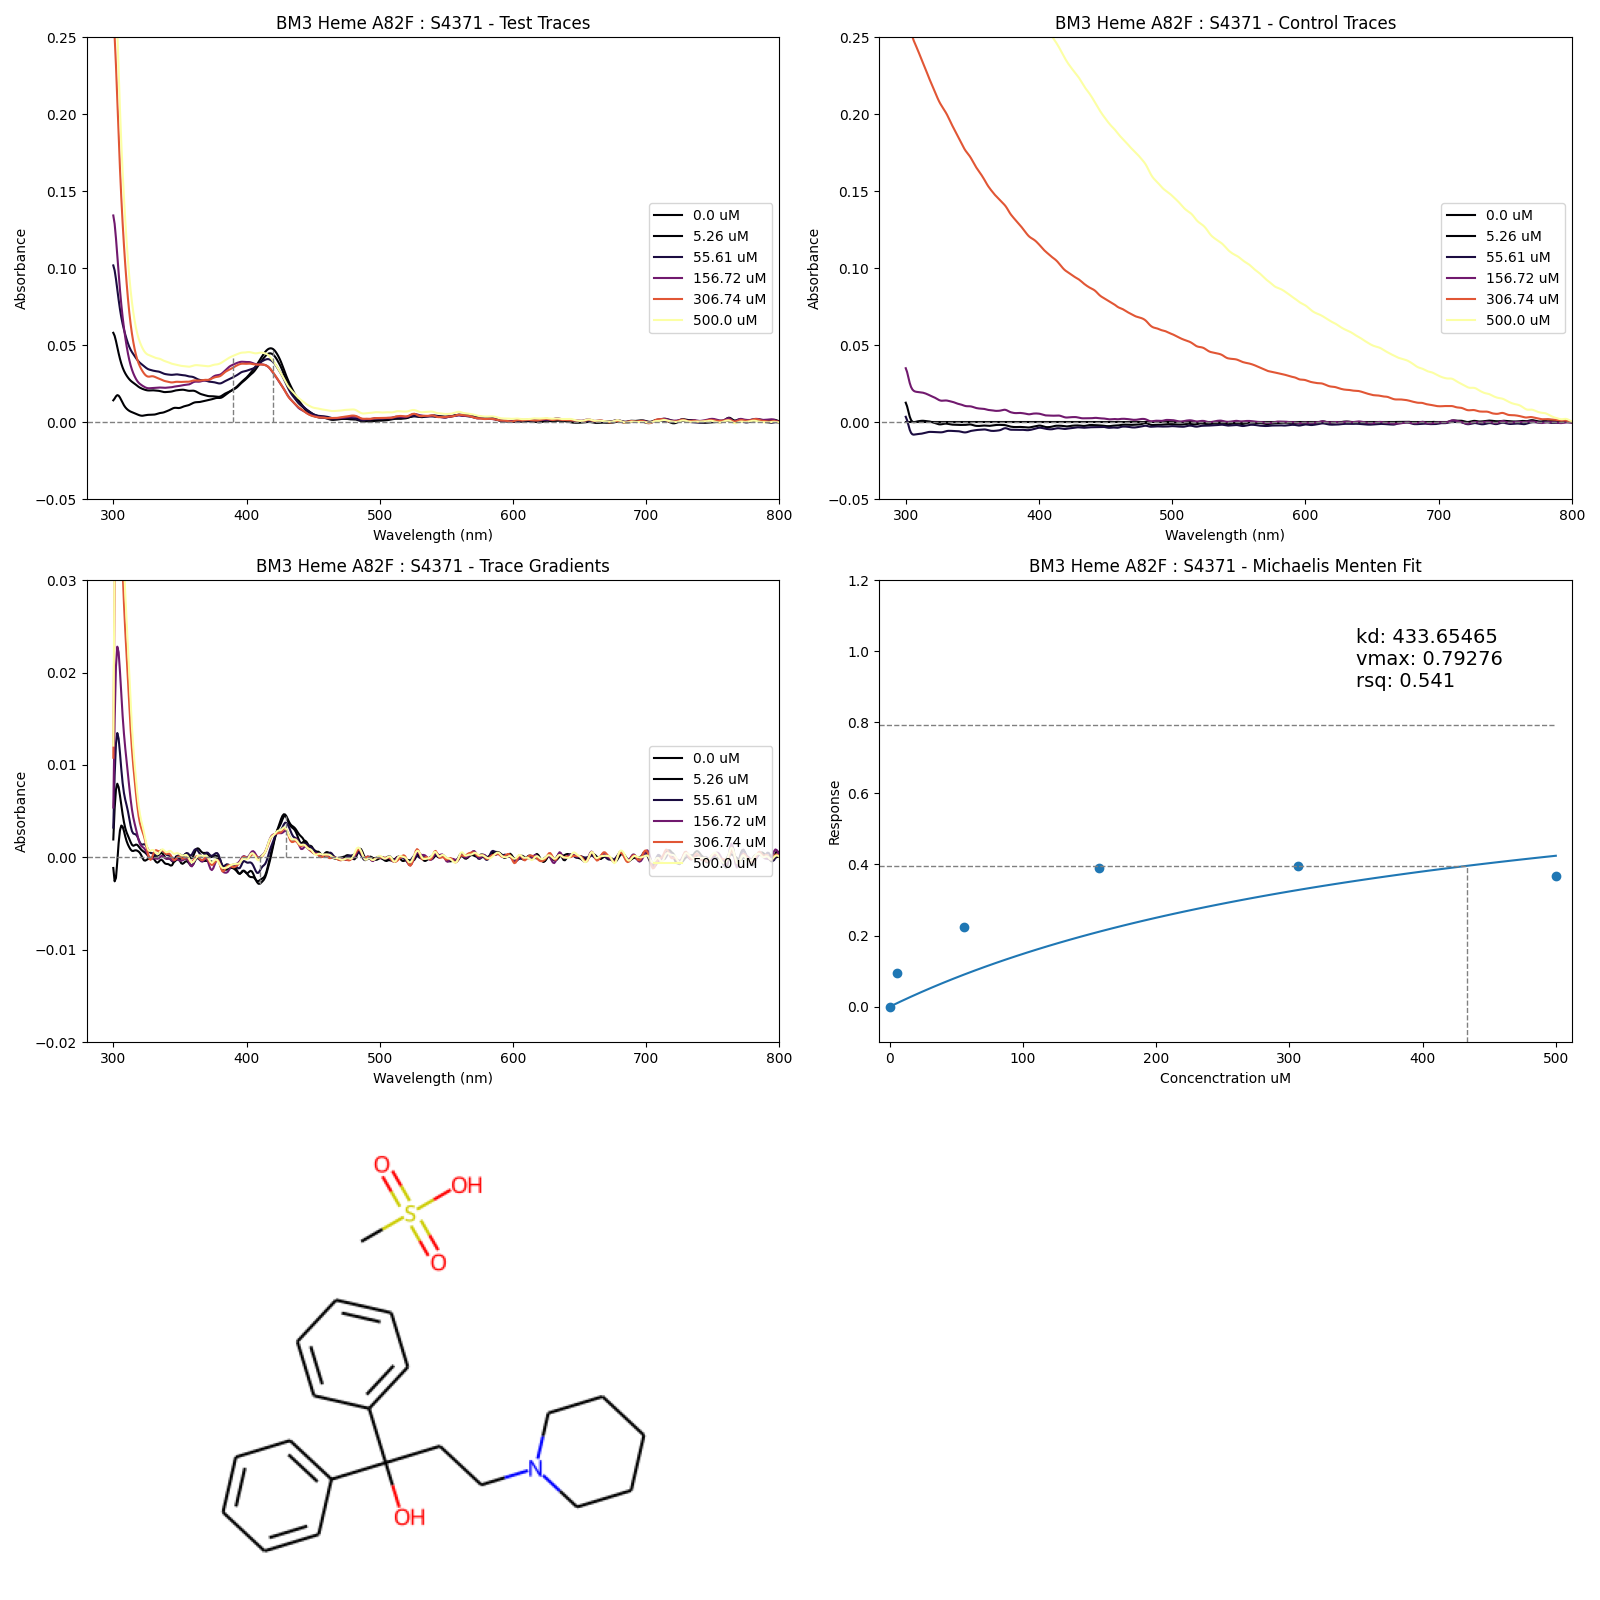 BM3 Heme A82F : S4371 - Test Traces
0.25
0.20
0.15
0.10
0.05
0.00
−0.05
Absorbance
300
400
500
600
700
800
Wavelength (nm)
0.0 uM
5.26 uM
55.61 uM
156.72 uM
306.74 uM
500.0 uM
BM3 Heme A82F : S4371 - Control Traces
0.25
0.20
0.15
0.10
0.05
0.00
−0.05
Absorbance
300
400
500
600
700
800
Wavelength (nm)
0.0 uM
5.26 uM
55.61 uM
156.72 uM
306.74 uM
500.0 uM
BM3 Heme A82F : S4371 - Trace Gradients
0.03
0.02
0.01
0.00
−0.01
−0.02
Absorbance
300
400
500
600
700
800
Wavelength (nm)
0.0 uM
5.26 uM
55.61 uM
156.72 uM
306.74 uM
500.0 uM
BM3 Heme A82F : S4371 - Michaelis Menten Fit
1.2
1.0
0.8
0.6
0.4
0.2
0.0
Response
kd: 433.65465
vmax: 0.79276
rsq: 0.541
0
100
200
300
400
500
Concenctration uM
O
OH
S
O
N
OH